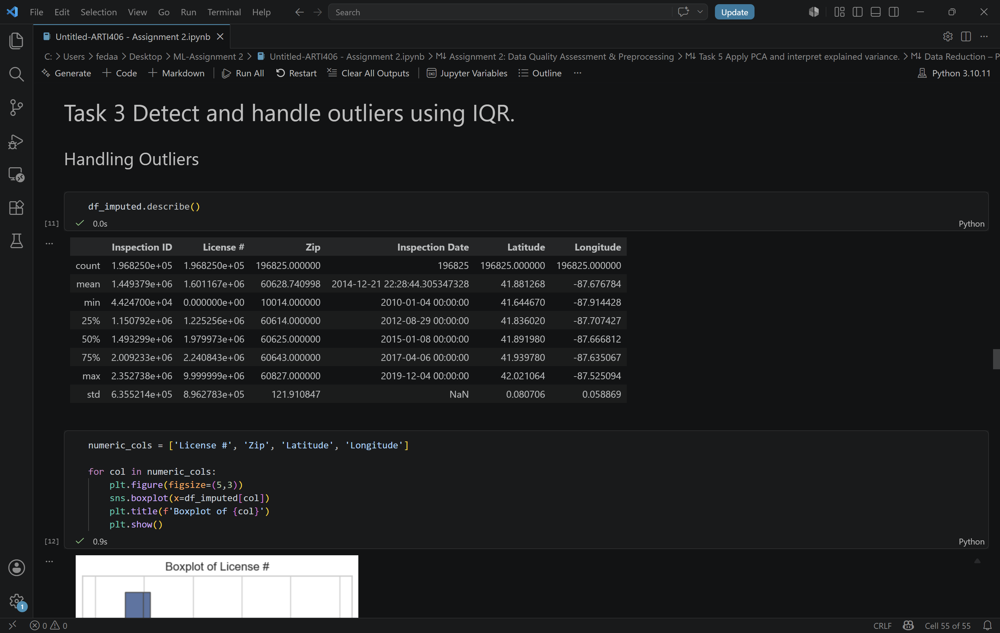 File Edit Selection View Go Run Terminal Help Search Update
Untitled-ARTI406 - Assignment 2.ipynb
C: > Users > fedaa > Desktop > ML-Assignment 2 > Untitled-ARTI406 - Assignment 2.ipynb > M↓ Assignment 2: Data Quality Assessment & Preprocessing > M↓ Task 5 Apply PCA and interpret explained variance. > M↓ Data Reduction – P
Generate + Code + Markdown | Run All Restart Clear All Outputs | Jupyter Variables Outline ... Python 3.10.11
Task 3 Detect and handle outliers using IQR.
Handling Outliers
df_imputed.describe()
[11] ✓ 0.0s Python
... Inspection ID License # Zip Inspection Date Latitude Longitude
count 1.968250e+05 1.968250e+05 196825.000000 196825 196825.000000 196825.000000
mean 1.449379e+06 1.601167e+06 60628.740998 2014-12-21 22:28:44.305347328 41.881268 -87.676784
min 4.424700e+04 0.000000e+00 10014.000000 2010-01-04 00:00:00 41.644670 -87.914428
25% 1.150792e+06 1.225256e+06 60614.000000 2012-08-29 00:00:00 41.836020 -87.707427
50% 1.493299e+06 1.979973e+06 60625.000000 2015-01-08 00:00:00 41.891980 -87.666812
75% 2.009233e+06 2.240843e+06 60643.000000 2017-04-06 00:00:00 41.939780 -87.635067
max 2.352738e+06 9.999999e+06 60827.000000 2019-12-04 00:00:00 42.021064 -87.525094
std 6.355214e+05 8.962783e+05 121.910847 NaN 0.080706 0.058869
numeric_cols = ['License #', 'Zip', 'Latitude', 'Longitude']
for col in numeric_cols:
    plt.figure(figsize=(5,3))
    sns.boxplot(x=df_imputed[col])
    plt.title(f'Boxplot of {col}')
    plt.show()
[12] ✓ 0.9s Python
...
Boxplot of License #
1
0 0 CRLF Cell 55 of 55